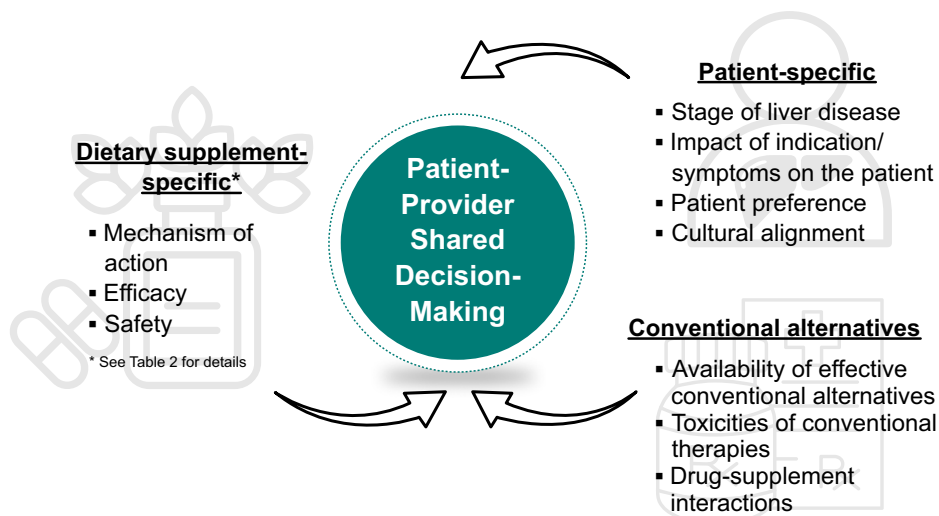 Dietary supplement-
specific*
▪ Mechanism of
action
▪ Efficacy
▪ Safety
* See Table 2 for details
Patient-
Provider
Shared
Decision-
Making
Patient-specific
▪ Stage of liver disease
▪ Impact of indication/
symptoms on the patient
▪ Patient preference
▪ Cultural alignment
Conventional alternatives
▪ Availability of effective
conventional alternatives
▪ Toxicities of conventional
therapies
▪ Drug-supplement
interactions
Rx